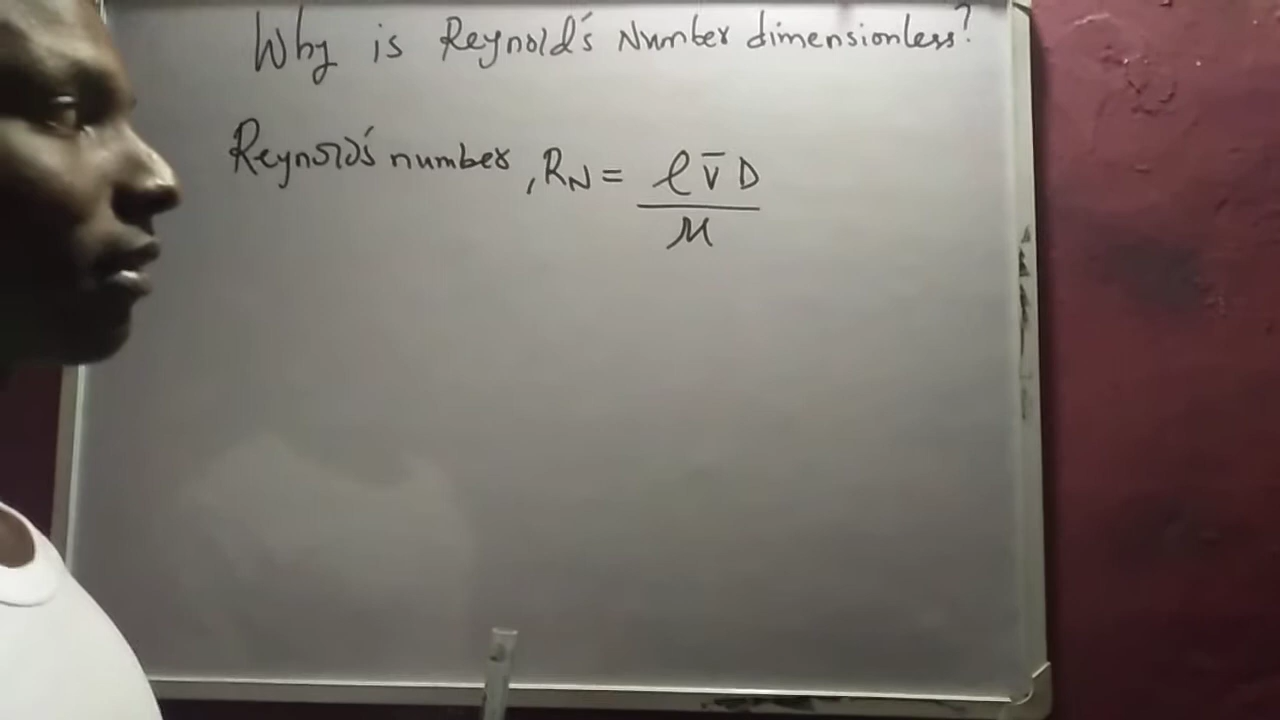 Why is Reynold's Number dimensionless?
Reynold's number, R_N = ρ v̄ D / μ